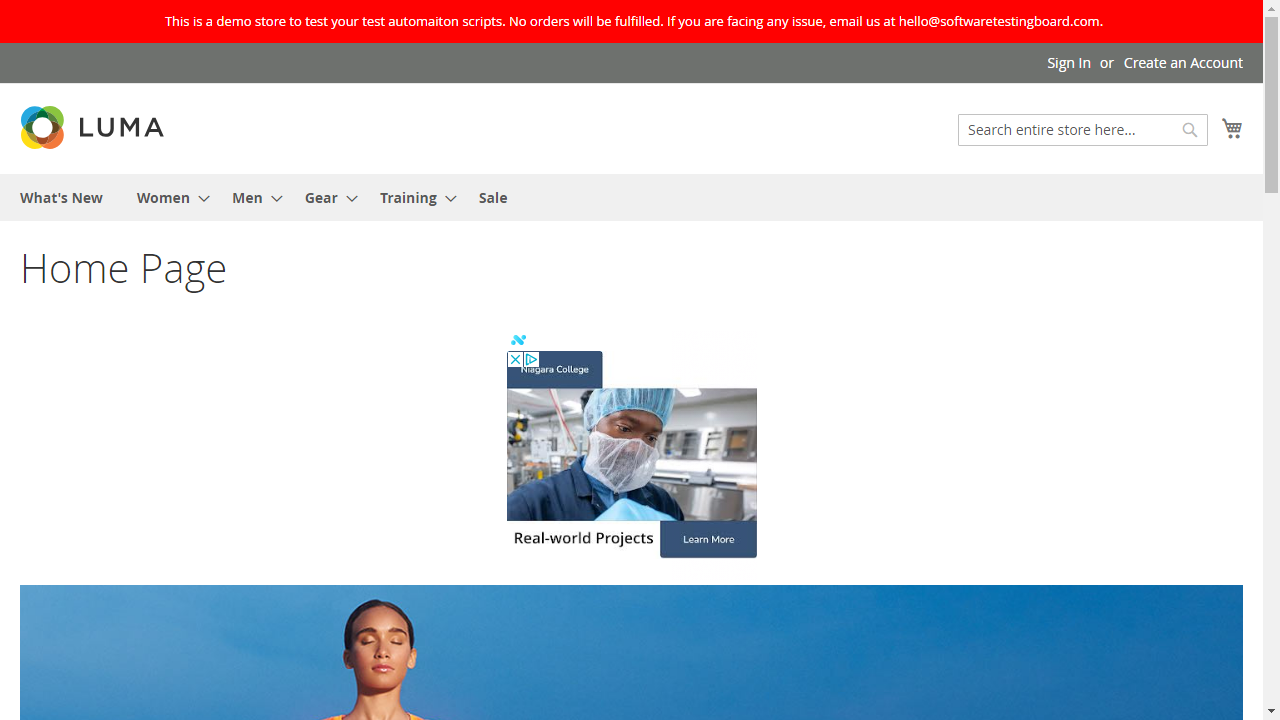 This is a demo store to test your test automaiton scripts. No orders will be fulfilled. If you are facing any issue, email us at hello@softwaretestingboard.com.
Sign In or Create an Account
LUMA
Search entire store here...
What's New Women Men Gear Training Sale
Home Page
Niagara College
Real-world Projects
Learn More